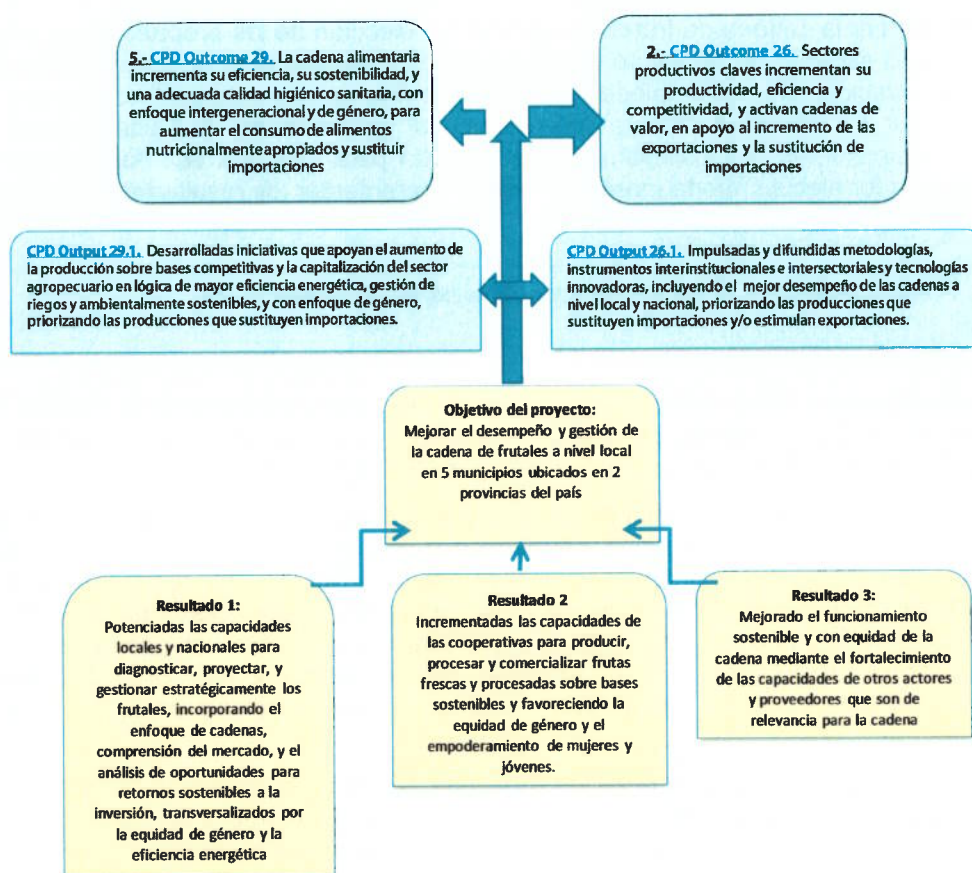 5.- CPD Outcome 29. La cadena alimentaria
incrementa su eficiencia, su sostenibilidad, y
una adecuada calidad higiénico sanitaria, con
enfoque intergeneracional y de género, para
aumentar el consumo de alimentos
nutricionalmente apropiados y sustituir
importaciones
2.- CPD Outcome 26. Sectores
productivos claves incrementan su
productividad, eficiencia y
competitividad, y activan cadenas de
valor, en apoyo al incremento de las
exportaciones y la sustitución de
importaciones
CPD Output 29.1. Desarrolladas iniciativas que apoyan el aumento de
la producción sobre bases competitivas y la capitalización del sector
agropecuario en lógica de mayor eficiencia energética, gestión de
riegos y ambientalmente sostenibles, y con enfoque de género,
priorizando las producciones que sustituyen importaciones.
CPD Output 26.1. Impulsadas y difundidas metodologías,
instrumentos interinstitucionales e intersectoriales y tecnologías
innovadoras, incluyendo el mejor desempeño de las cadenas a
nivel local y nacional, priorizando las producciones que
sustituyen importaciones y/o estimulan exportaciones.
Objetivo del proyecto:
Mejorar el desempeño y gestión de
la cadena de frutales a nivel local
en 5 municipios ubicados en 2
provincias del país
Resultado 1:
Potenciadas las capacidades
locales y nacionales para
diagnosticar, proyectar, y
gestionar estratégicamente los
frutales, incorporando el
enfoque de cadenas,
comprensión del mercado, y el
análisis de oportunidades para
retornos sostenibles a la
inversión, transversalizados por
la equidad de género y la
eficiencia energética
Resultado 2
Incrementadas las capacidades de
las cooperativas para producir,
procesar y comercializar frutas
frescas y procesadas sobre bases
sostenibles y favoreciendo la
equidad de género y el
empoderamiento de mujeres y
jóvenes.
Resultado 3:
Mejorado el funcionamiento
sostenible y con equidad de la
cadena mediante el fortalecimiento
de las capacidades de otros actores
y proveedores que son de
relevancia para la cadena